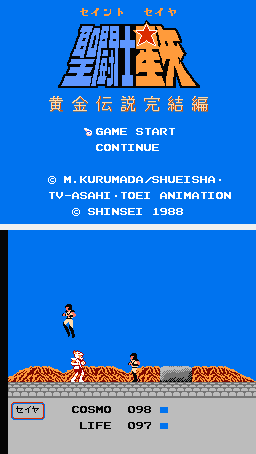 セイント セイヤ
聖闘士星矢
黄金伝説完結編
GAME START
CONTINUE
© M.KURUMADA/SHUEISHA·
TV-ASAHI·TOEI ANIMATION
© SHINSEI 1988
セイヤ COSMO 098
LIFE 097